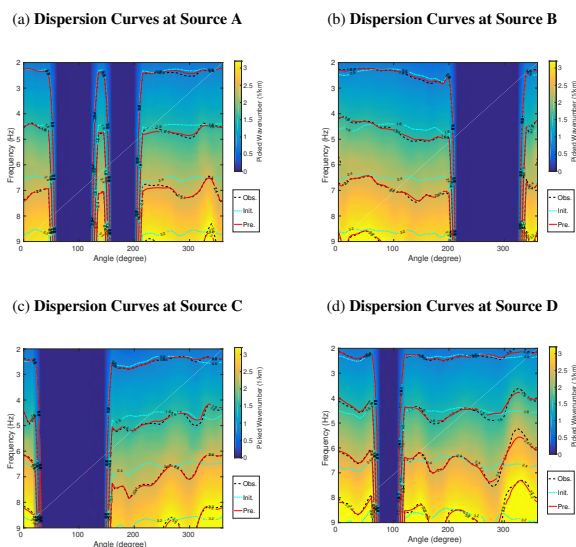 (a) Dispersion Curves at Source A
(b) Dispersion Curves at Source B
2
3
4
5
6
7
8
9
Frequency (Hz)
0
100
200
300
Angle (degree)
3
2.5
2
1.5
1
0.5
0
Picked Wavenumber (1/km)
Obs.
Init.
Pre.
2
3
4
5
6
7
8
9
Frequency (Hz)
0
100
200
300
Angle (degree)
3
2.5
2
1.5
1
0.5
0
Picked Wavenumber (1/km)
Obs.
Init.
Pre.
(c) Dispersion Curves at Source C
(d) Dispersion Curves at Source D
2
3
4
5
6
7
8
9
Frequency (Hz)
0
100
200
300
Angle (degree)
3
2.5
2
1.5
1
0.5
0
Picked Wavenumber (1/km)
Obs.
Init.
Pre.
2
3
4
5
6
7
8
9
Frequency (Hz)
0
100
200
300
Angle (degree)
3
2.5
2
1.5
1
0.5
0
Picked Wavenumber (1/km)
Obs.
Init.
Pre.